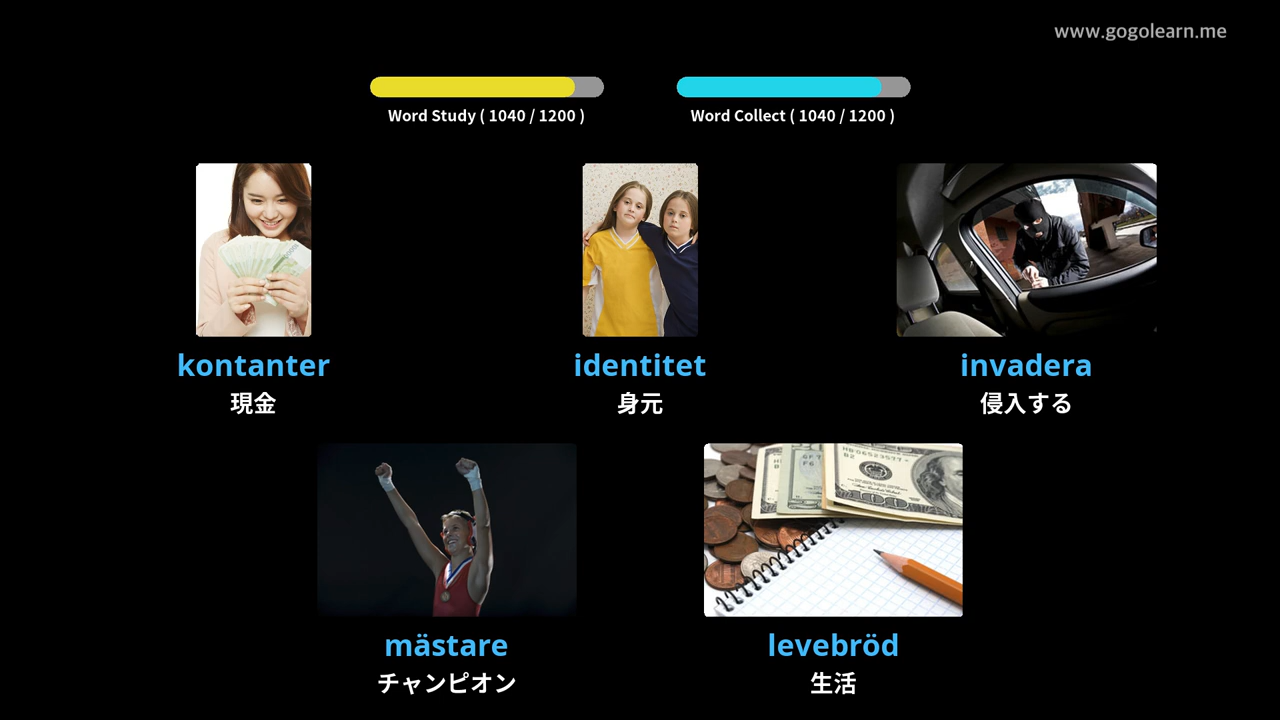 www.gogolearn.me
Word Study ( 1040 / 1200 )
Word Collect ( 1040 / 1200 )
kontanter
現金
identitet
身元
invadera
侵入する
mästare
チャンピオン
levebröd
生活